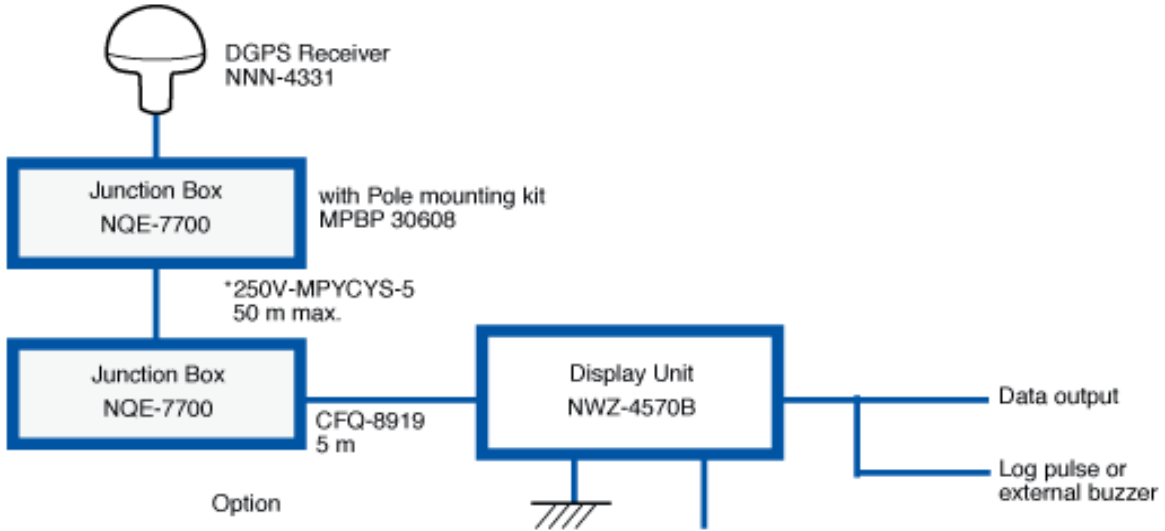 DGPS Receiver
NNN-4331
Junction Box
NQE-7700
with Pole mounting kit
MPBP 30608
*250V-MPYCYS-5
50 m max.
Junction Box
NQE-7700
CFQ-8919
5 m
Display Unit
NWZ-4570B
Data output
Log pulse or
external buzzer
Option